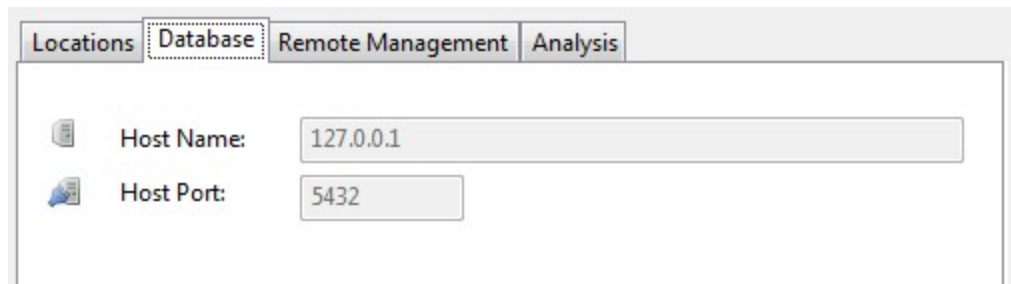 Locations Database Remote Management Analysis
Host Name: 127.0.0.1
Host Port: 5432